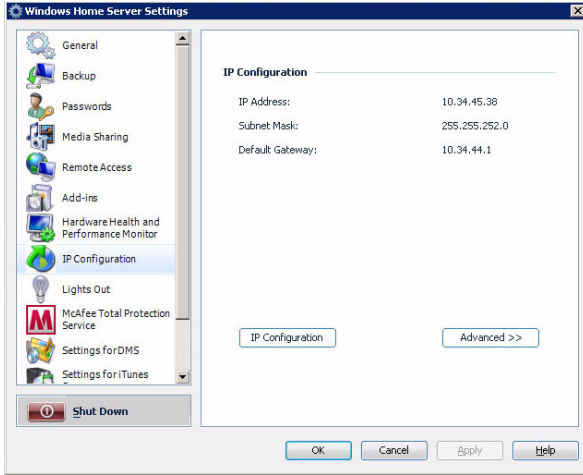 Windows Home Server Settings
General
Backup
Passwords
Media Sharing
Remote Access
Add-ins
Hardware Health and
Performance Monitor
IP Configuration
Lights Out
McAfee Total Protection
Service
Settings for DMS
Settings for iTunes
Shut Down
IP Configuration
IP Address: 10.34.45.38
Subnet Mask: 255.255.252.0
Default Gateway: 10.34.44.1
IP Configuration
Advanced >>
OK
Cancel
Apply
Help